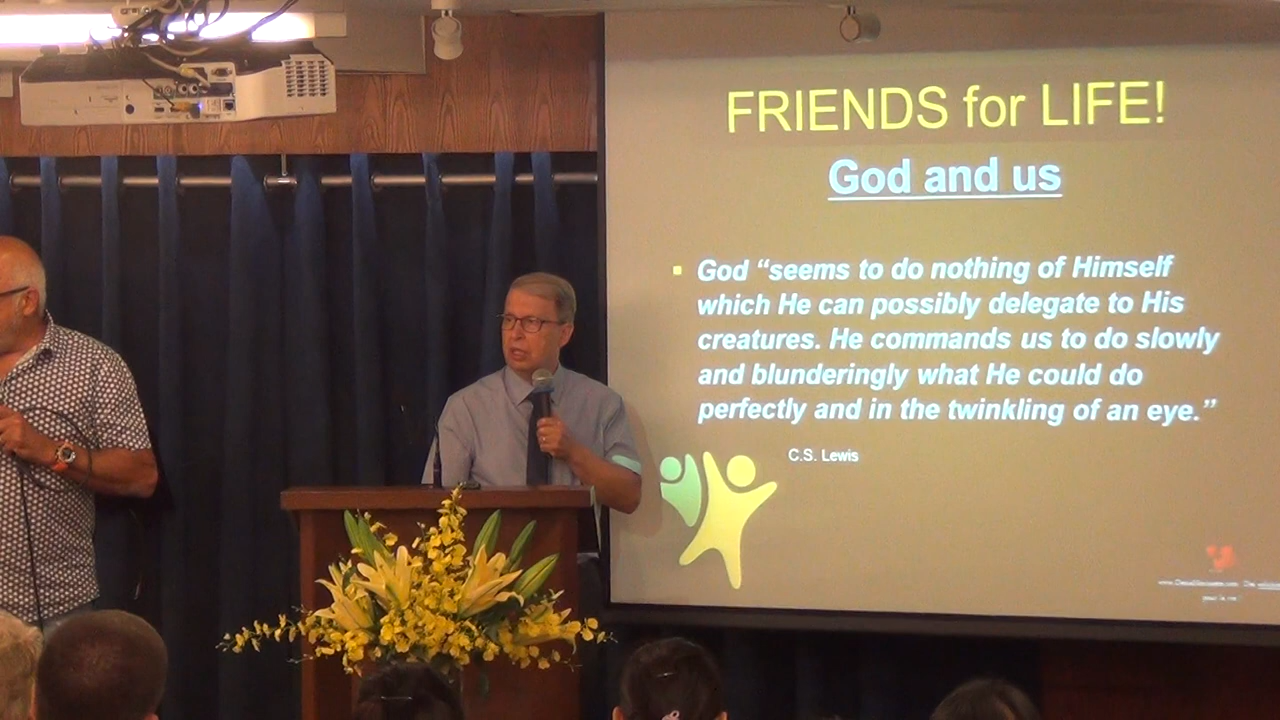 FRIENDS for LIFE!
God and us
God “seems to do nothing of Himself
which He can possibly delegate to His
creatures. He commands us to do slowly
and blunderingly what He could do
perfectly and in the twinkling of an eye.”
C.S. Lewis